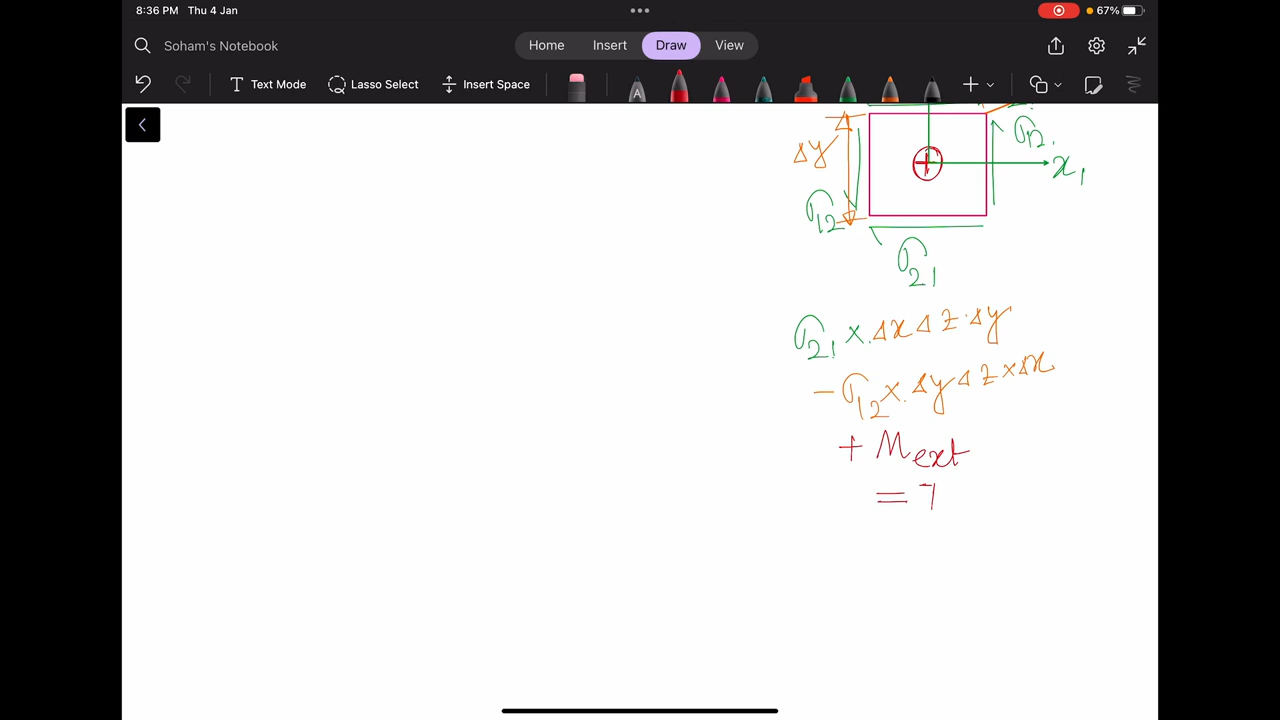 8:36 PM Thu 4 Jan
67%
Soham's Notebook
Home Insert Draw View
Text Mode Lasso Select Insert Space
A
Δy
σ12
σ12
x1
σ21
σ21 × Δx Δz · Δy
- σ12 × Δy Δz × Δx
+ Mext
= 7